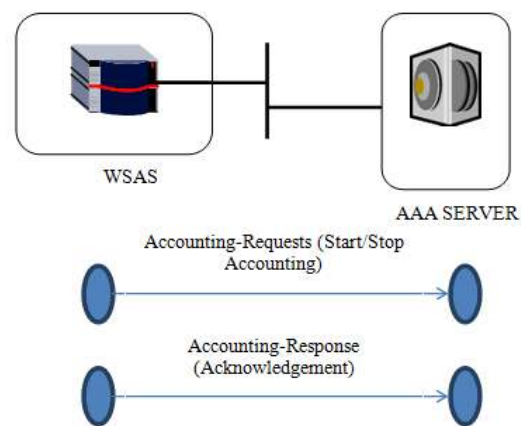 WSAS
AAA SERVER
Accounting-Requests (Start/Stop
Accounting)
Accounting-Response
(Acknowledgement)